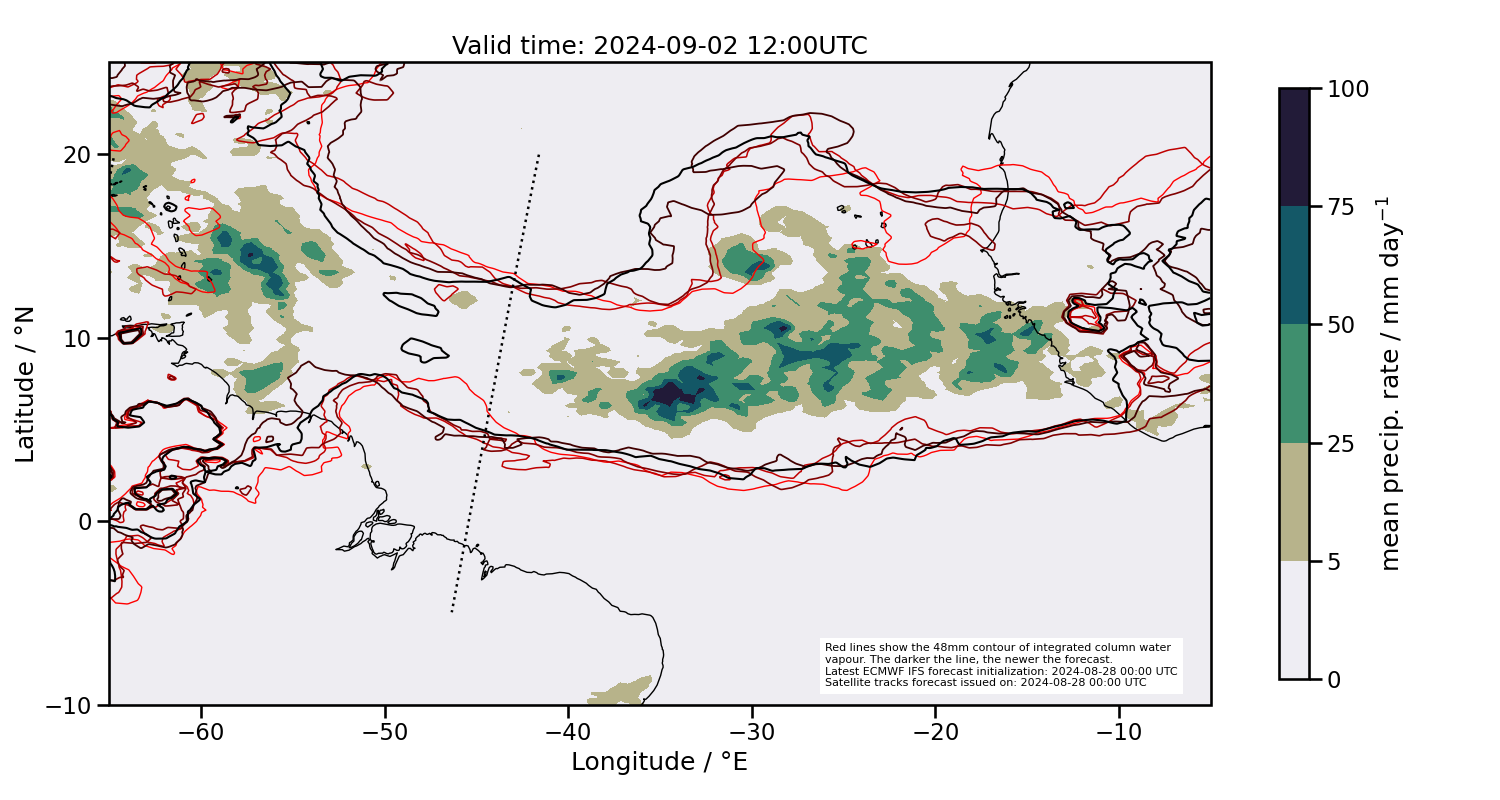 Valid time: 2024-09-02 12:00UTC
20
10
0
−10
Latitude / °N
−60
−50
−40
−30
−20
−10
Longitude / °E
Red lines show the 48mm contour of integrated column water
vapour. The darker the line, the newer the forecast.
Latest ECMWF IFS forecast initialization: 2024-08-28 00:00 UTC
Satellite tracks forecast issued on: 2024-08-28 00:00 UTC
100
75
50
25
5
0
mean precip. rate / mm day⁻¹